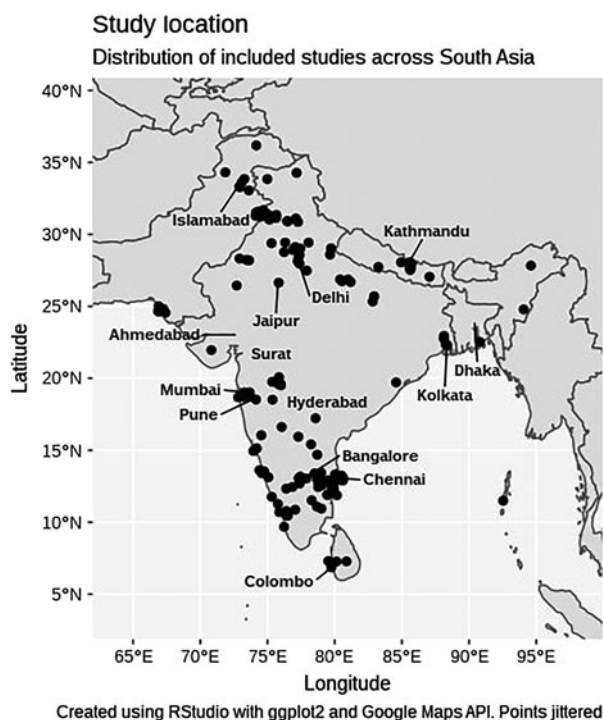 Study location
Distribution of included studies across South Asia
40°N
35°N
30°N
25°N
20°N
15°N
10°N
5°N
Latitude
Islamabad
Kathmandu
Delhi
Jaipur
Ahmedabad
Surat
Dhaka
Kolkata
Mumbai
Hyderabad
Pune
Bangalore
Chennai
Colombo
65°E 70°E 75°E 80°E 85°E 90°E 95°E
Longitude
Created using RStudio with ggplot2 and Google Maps API. Points jittered